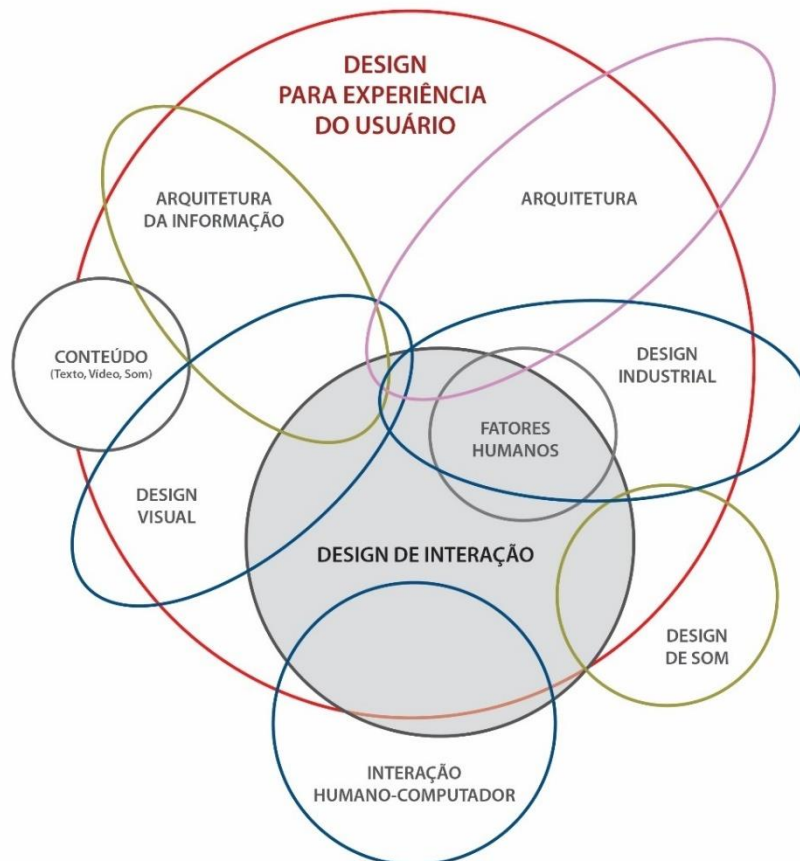 DESIGN
PARA EXPERIÊNCIA
DO USUÁRIO
ARQUITETURA
DA INFORMAÇÃO
ARQUITETURA
CONTEÚDO
(Texto, Vídeo, Som)
DESIGN
INDUSTRIAL
FATORES
HUMANOS
DESIGN
VISUAL
DESIGN DE INTERAÇÃO
DESIGN
DE SOM
INTERAÇÃO
HUMANO-COMPUTADOR